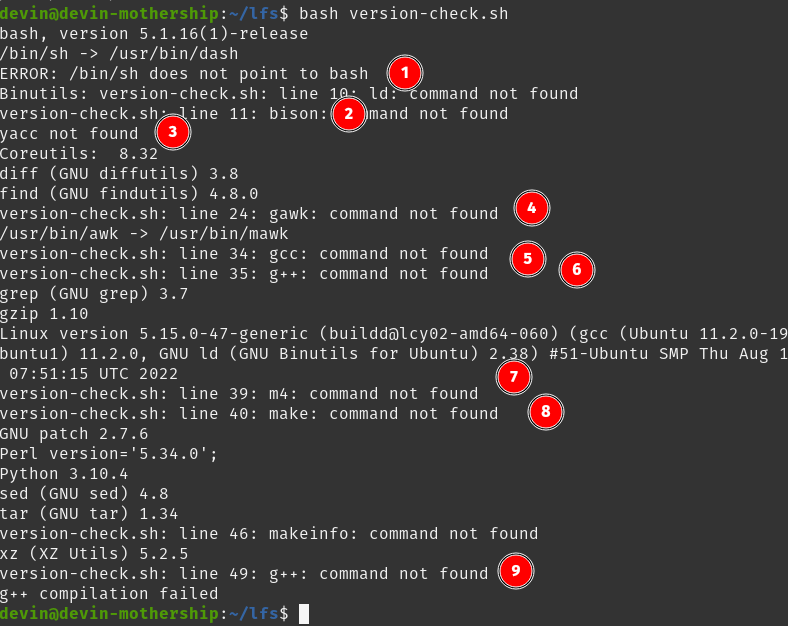 devin@devin-mothership:~/lfs$ bash version-check.sh
bash, version 5.1.16(1)-release
/bin/sh -> /usr/bin/dash
ERROR: /bin/sh does not point to bash 1
Binutils: version-check.sh: line 10: ld: command not found
version-check.sh: line 11: bison: 2 mand not found
yacc not found 3
Coreutils:  8.32
diff (GNU diffutils) 3.8
find (GNU findutils) 4.8.0
version-check.sh: line 24: gawk: command not found 4
/usr/bin/awk -> /usr/bin/mawk
version-check.sh: line 34: gcc: command not found 5
version-check.sh: line 35: g++: command not found 6
grep (GNU grep) 3.7
gzip 1.10
Linux version 5.15.0-47-generic (buildd@lcy02-amd64-060) (gcc (Ubuntu 11.2.0-19
buntu1) 11.2.0, GNU ld (GNU Binutils for Ubuntu) 2.38) #51-Ubuntu SMP Thu Aug 1
07:51:15 UTC 2022 7
version-check.sh: line 39: m4: command not found
version-check.sh: line 40: make: command not found 8
GNU patch 2.7.6
Perl version='5.34.0';
Python 3.10.4
sed (GNU sed) 4.8
tar (GNU tar) 1.34
version-check.sh: line 46: makeinfo: command not found
xz (XZ Utils) 5.2.5
version-check.sh: line 49: g++: command not found 9
g++ compilation failed
devin@devin-mothership:~/lfs$